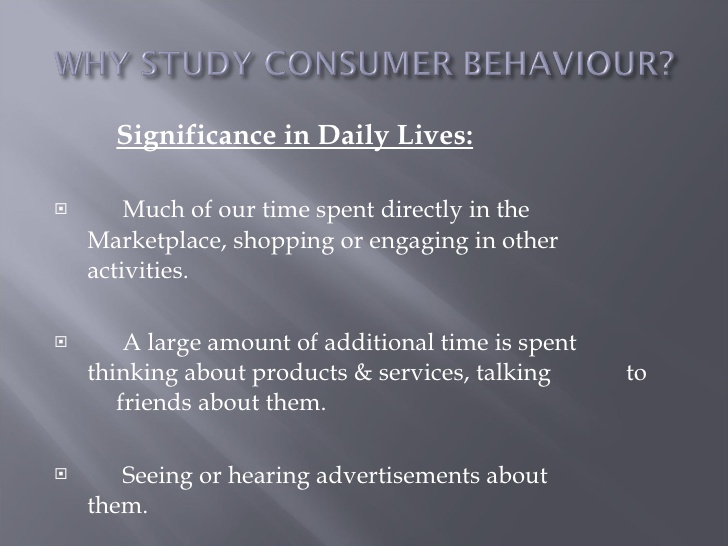 WHY STUDY CONSUMER BEHAVIOUR?
Significance in Daily Lives:
Much of our time spent directly in the
Marketplace, shopping or engaging in other
activities.
A large amount of additional time is spent
thinking about products & services, talking to
friends about them.
Seeing or hearing advertisements about
them.